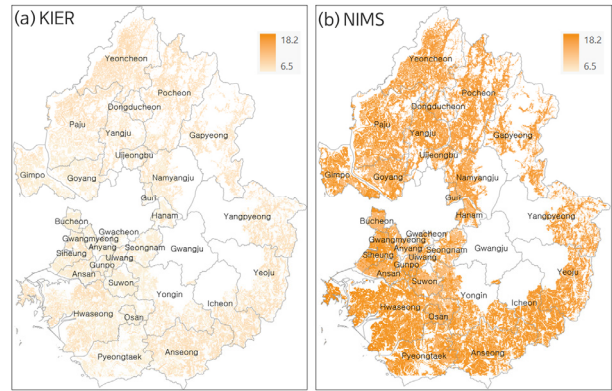 (a) KIER
18.2
6.5
Yeoncheon
Pocheon
Dongducheon
Paju
Yangju
Gapyeong
Uijeongbu
Gimpo
Goyang
Namyangju
Guri
Hanam
Yangpyeong
Bucheon
Gwacheon
Gwangmyeong
Anyang
Seongnam
Siheung
Uiwang
Gwangju
Gunpo
Ansan
Suwon
Yeoju
Yongin
Icheon
Hwaseong
Osan
Pyeongtaek
Anseong
(b) NIMS
18.2
6.5
Yeoncheon
Pocheon
Dongducheon
Paju
Yangju
Gapyeong
Uijeongbu
Gimpo
Goyang
Namyangju
Guri
Hanam
Yangpyeong
Bucheon
Gwacheon
Gwangmyeong
Anyang
Seongnam
Siheung
Uiwang
Gwangju
Gunpo
Ansan
Suwon
Yeoju
Yongin
Icheon
Hwaseong
Osan
Pyeongtaek
Anseong